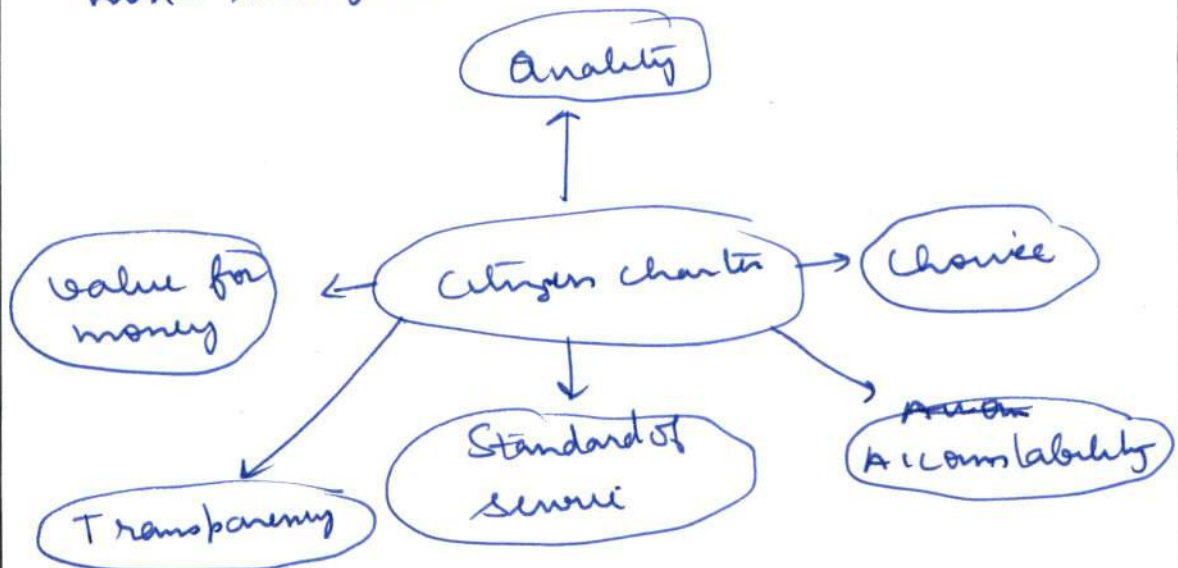 Quality
value for
money
Citizens charter
Choice
Transparency
Standard of
service
Accountability